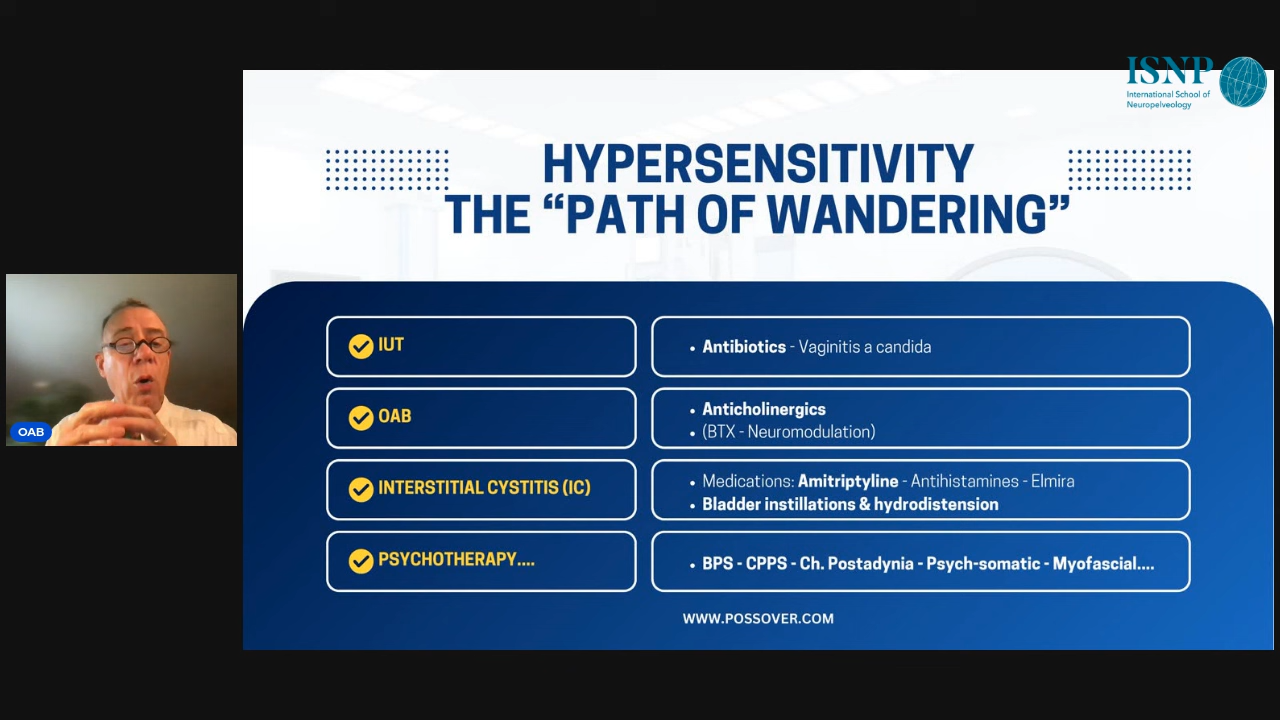 ISNP
International School of
Neuropelveology
HYPERSENSITIVITY
THE “PATH OF WANDERING”
IUT
• Antibiotics - Vaginitis a candida
OAB
• Anticholinergics
• (BTX - Neuromodulation)
INTERSTITIAL CYSTITIS (IC)
• Medications: Amitriptyline - Antihistamines - Elmira
• Bladder instillations & hydrodistension
PSYCHOTHERAPY....
• BPS - CPPS - Ch. Postadynia - Psych-somatic - Myofascial....
WWW.POSSOVER.COM
OAB